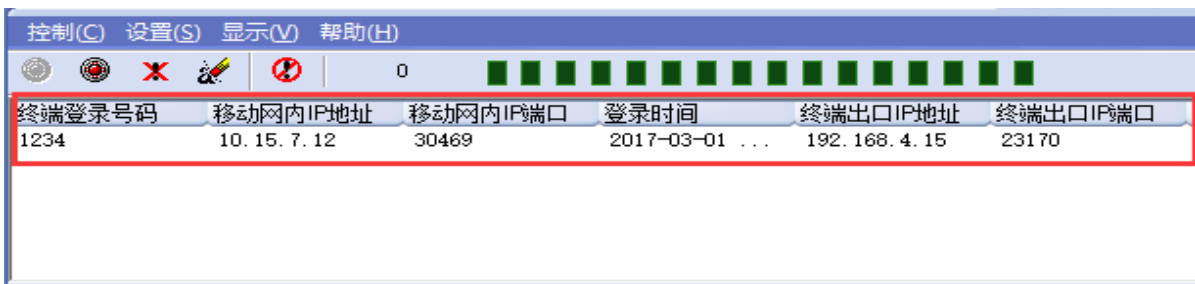 控制(C) 设置(S) 显示(V) 帮助(H)
0
终端登录号码 移动网内IP地址 移动网内IP端口 登录时间 终端出口IP地址 终端出口IP端口
1234 10.15.7.12 30469 2017-03-01 ... 192.168.4.15 23170